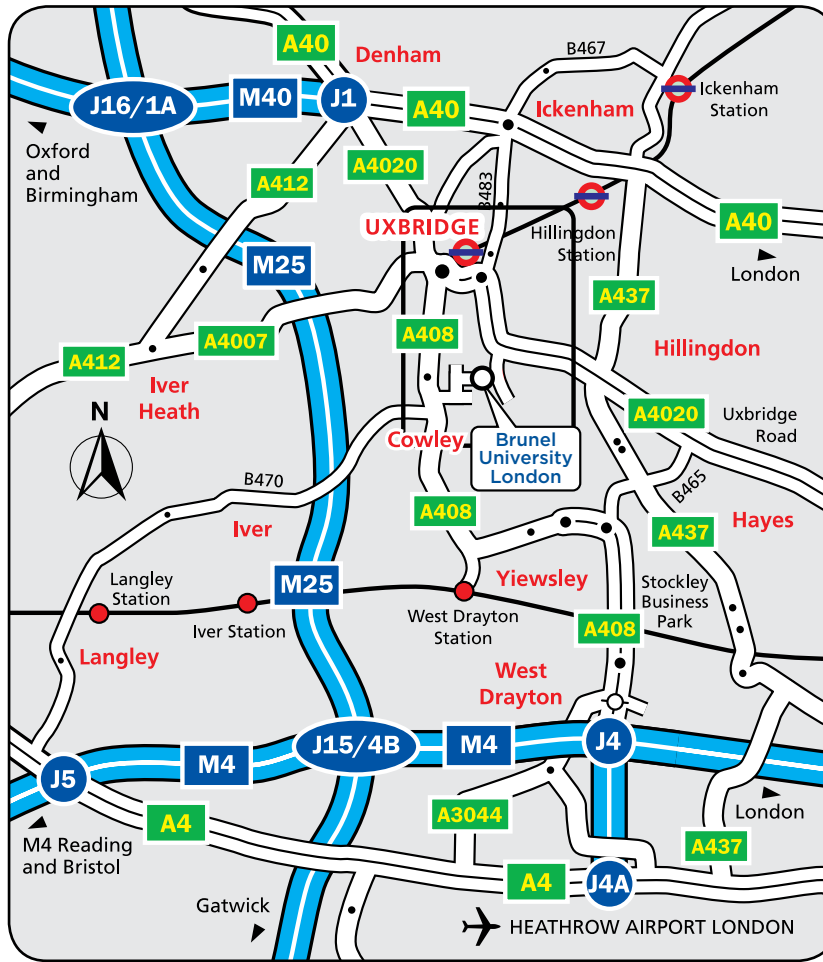 A40
Denham
B467
J16/1A
M40
J1
A40
Ickenham
Ickenham
Station
Oxford
and
Birmingham
A4020
A412
B483
UXBRIDGE
Hillingdon
Station
A40
London
M25
A437
A408
A4007
A412
Hillingdon
Iver
Heath
N
A4020
Uxbridge
Road
Cowley
Brunel
University
London
B470
B465
A408
Iver
A437
Hayes
Langley
Station
M25
Yiewsley
Stockley
Business
Park
Iver Station
West Drayton
Station
A408
Langley
West
Drayton
J15/4B
M4
J4
M4
J5
London
A3044
A4
M4 Reading
and Bristol
A437
A4
J4A
Gatwick
HEATHROW AIRPORT LONDON